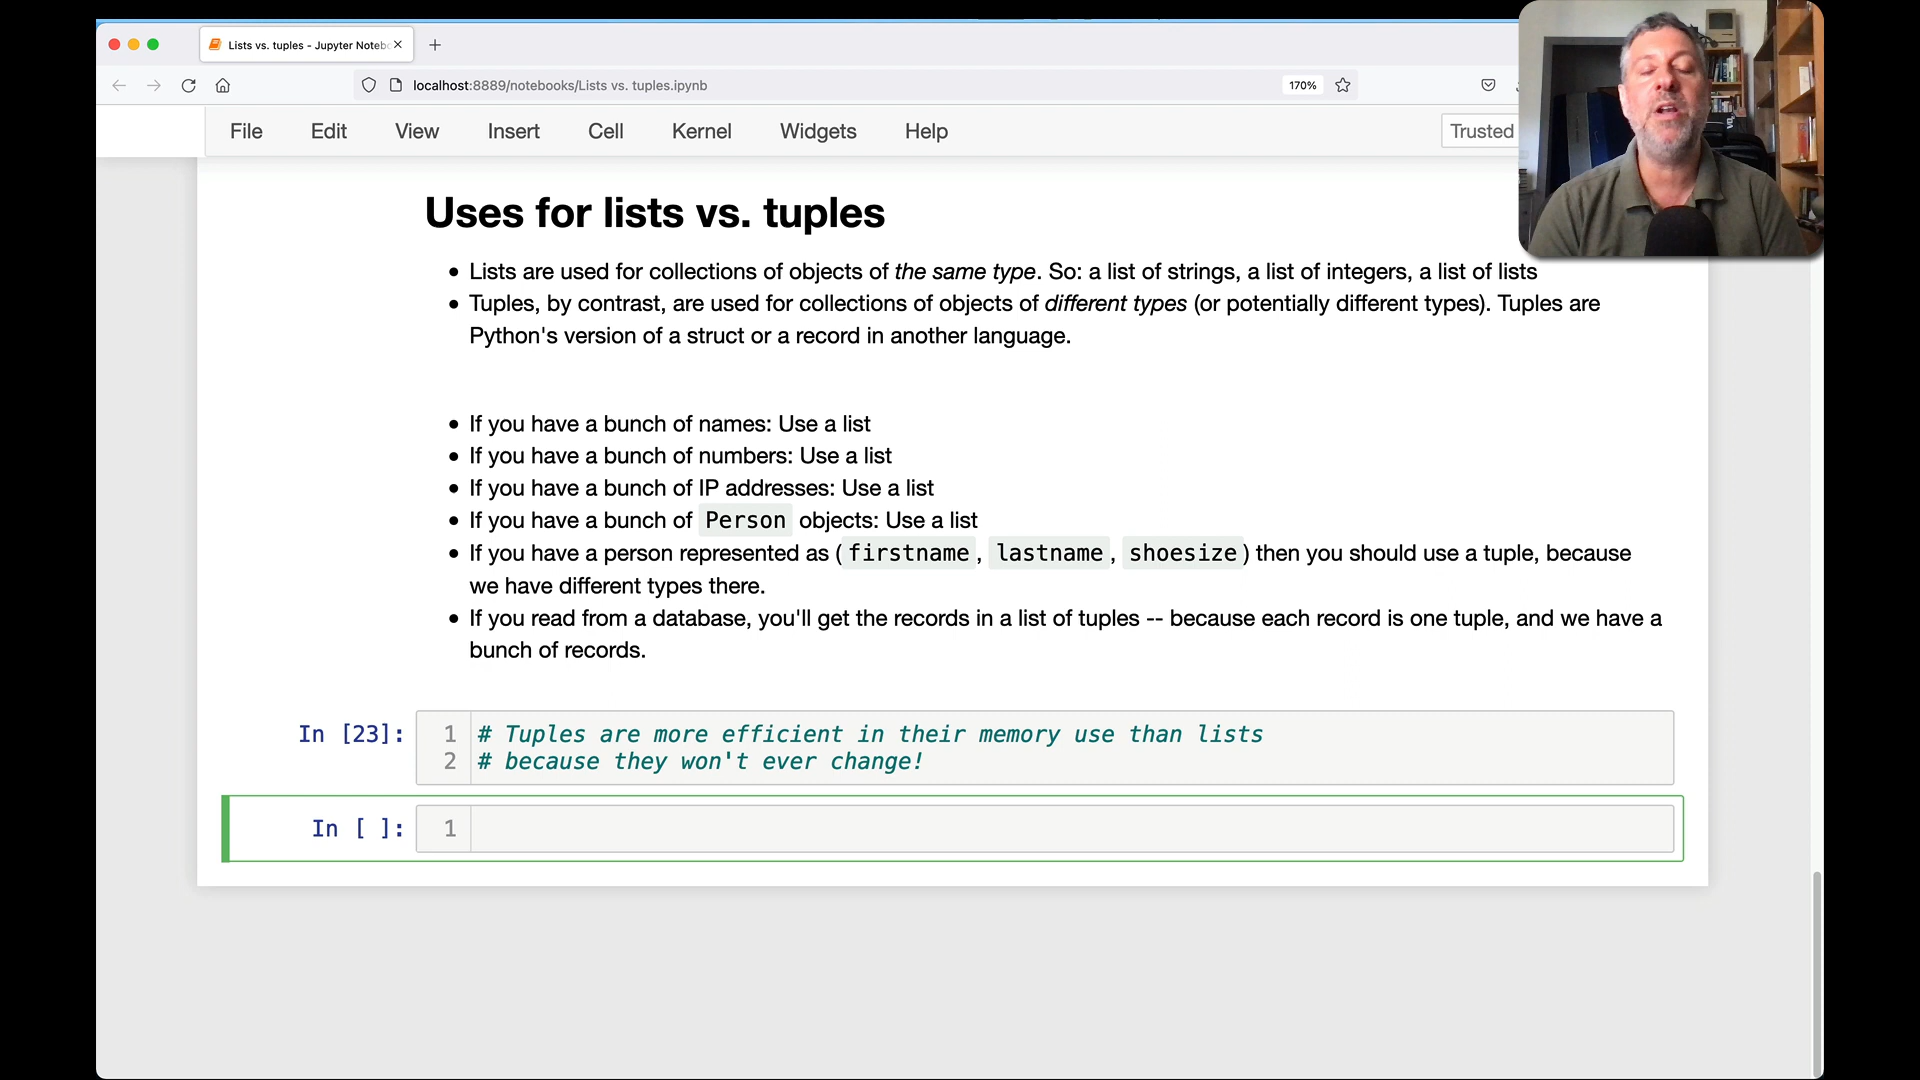 Lists vs. tuples - Jupyter Noteb
localhost:8889/notebooks/Lists vs. tuples.ipynb
170%
File Edit View Insert Cell Kernel Widgets Help
Trusted
Uses for lists vs. tuples
• Lists are used for collections of objects of the same type. So: a list of strings, a list of integers, a list of lists
• Tuples, by contrast, are used for collections of objects of different types (or potentially different types). Tuples are
Python's version of a struct or a record in another language.
• If you have a bunch of names: Use a list
• If you have a bunch of numbers: Use a list
• If you have a bunch of IP addresses: Use a list
• If you have a bunch of Person objects: Use a list
• If you have a person represented as (firstname, lastname, shoesize) then you should use a tuple, because
we have different types there.
• If you read from a database, you'll get the records in a list of tuples -- because each record is one tuple, and we have a
bunch of records.
In [23]: 1 # Tuples are more efficient in their memory use than lists
2 # because they won't ever change!
In [ ]: 1